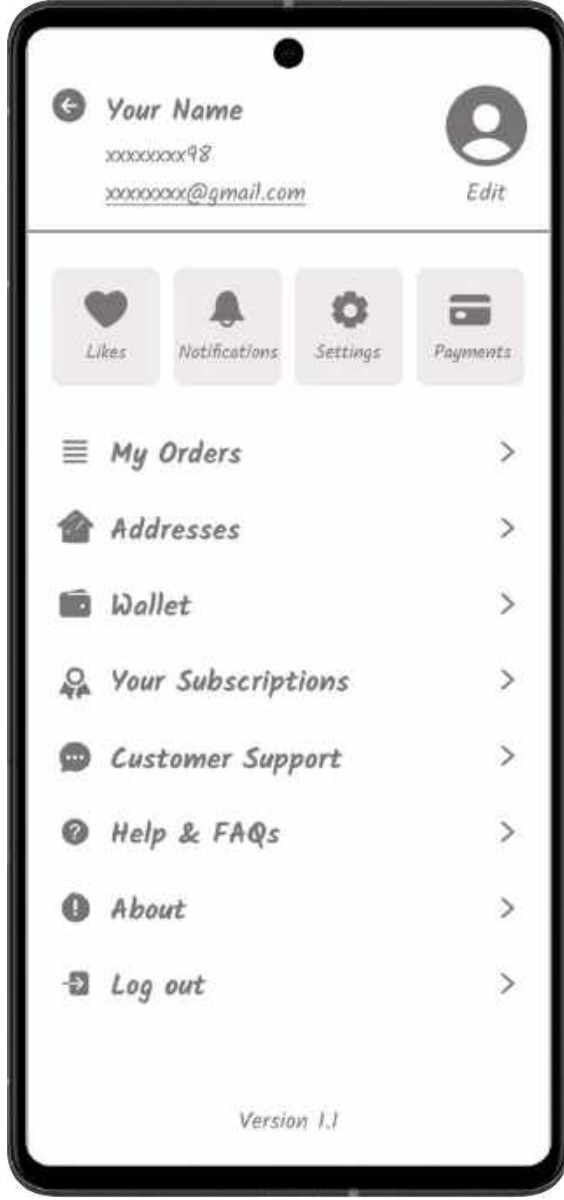 Your Name
xxxxxxxx98
xxxxxxxx@gmail.com
Edit
Likes Notifications Settings Payments
My Orders
Addresses
Wallet
Your Subscriptions
Customer Support
Help & FAQs
About
Log out
Version 1.1